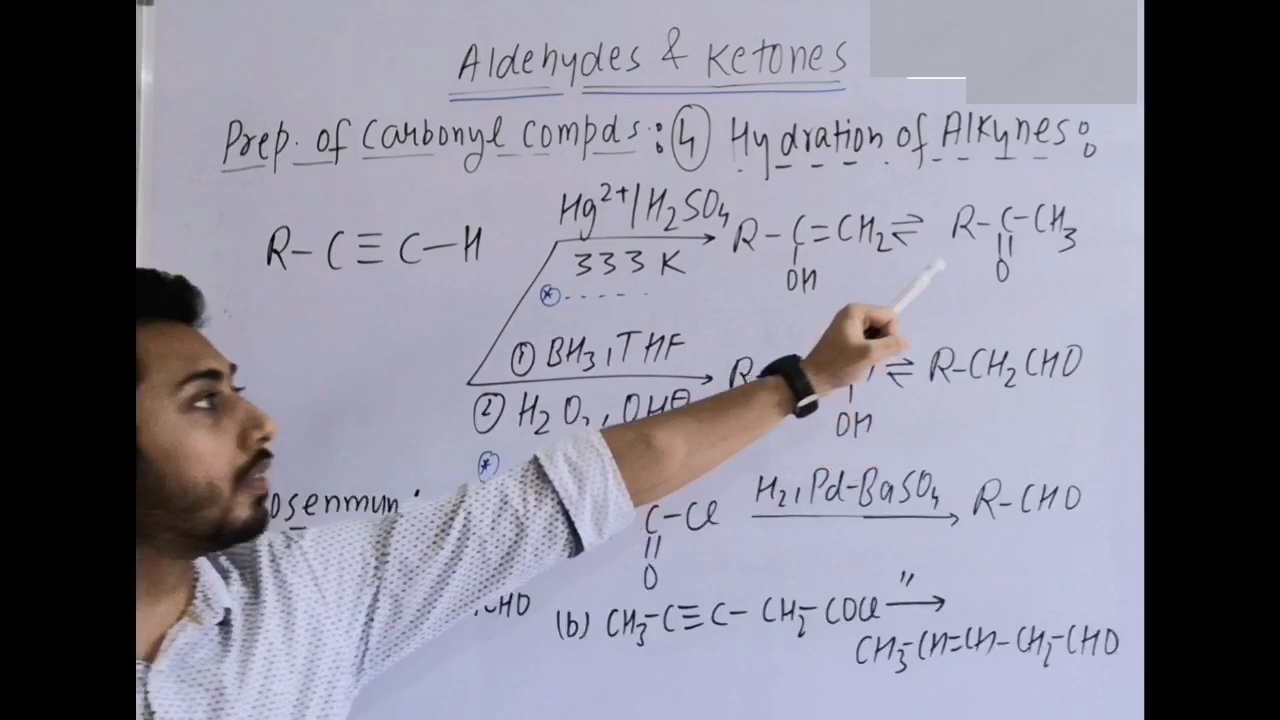 Aldehydes & Ketones
Prep. of Carbonyl Compds: ④ Hydration of Alkynes:
R-C≡C-H
Hg²⁺/H₂SO₄
333 K
R-C=CH₂ ⇌ R-C-CH₃
OH
O
① BH₃, THF
② H₂O₂, OH⊖
R
OH
⇌ R-CH₂CHO
C-Cl
O
H₂, Pd-BaSO₄
R-CHO
CHO
(b) CH₃-C≡C-CH₂-COCl
"
CH₃-CH=CH-CH₂-CHO